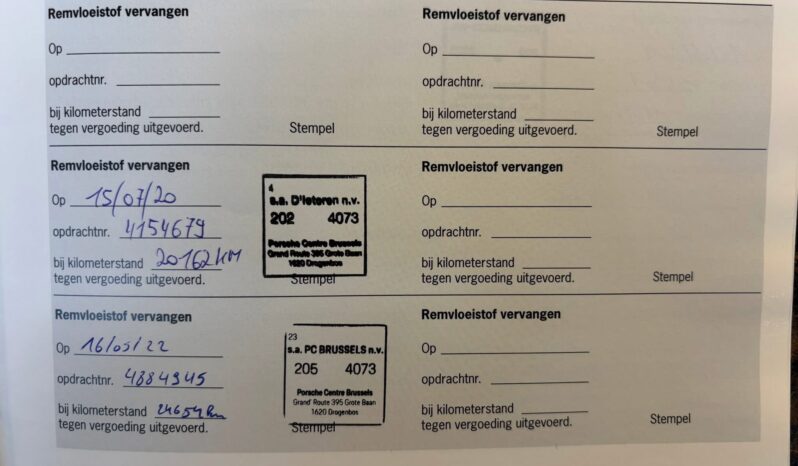 Remvloeistof vervangen
Op
opdrachtnr.
bij kilometerstand
tegen vergoeding uitgevoerd.
Stempel
Remvloeistof vervangen
Op
opdrachtnr.
bij kilometerstand
tegen vergoeding uitgevoerd.
Stempel
Remvloeistof vervangen
Op 15/07/20
opdrachtnr. 4154679
bij kilometerstand 20162 KM
tegen vergoeding uitgevoerd.
4
s.a. D'Ieteren n.v.
202 4073
Porsche Centre Brussels
Grand Route 395 Grote Baan
1620 Drogenbos
Stempel
Remvloeistof vervangen
Op
opdrachtnr.
bij kilometerstand
tegen vergoeding uitgevoerd.
Stempel
Remvloeistof vervangen
Op 16/05/22
opdrachtnr. 4884945
bij kilometerstand 24654 km
tegen vergoeding uitgevoerd.
23
s.a. PC BRUSSELS n.v.
205 4073
Porsche Centre Brussels
Grand' Route 395 Grote Baan
1620 Drogenbos
Stempel
Remvloeistof vervangen
Op
opdrachtnr.
bij kilometerstand
tegen vergoeding uitgevoerd.
Stempel